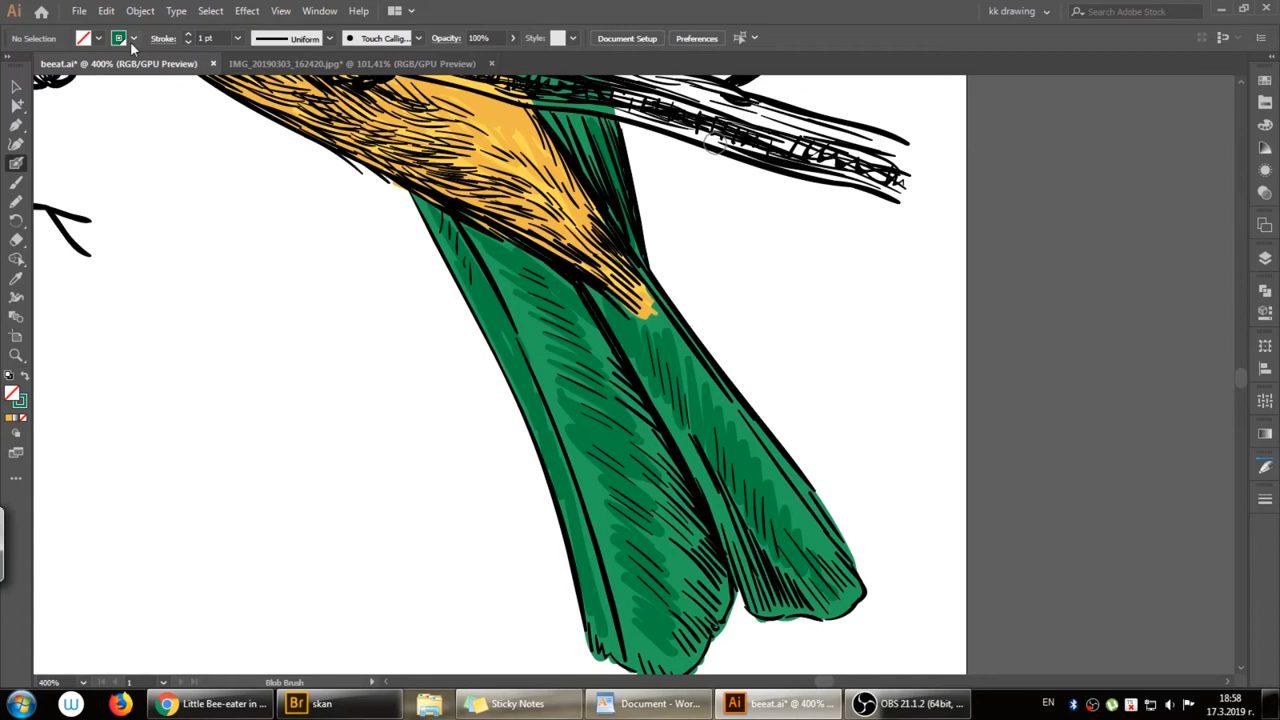 Ai File Edit Object Type Select Effect View Window Help kk drawing Search Adobe Stock
No Selection Stroke: 1 pt Uniform Touch Callig... Opacity: 100% Style: Document Setup Preferences
beeat.ai* @ 400% (RGB/GPU Preview) IMG_20190303_162420.jpg* @ 101,41% (RGB/GPU Preview)
400% 1 Blob Brush
Little Bee-eater in ... Br skan Sticky Notes Document - Wor... Ai beeat.ai* @ 400% ... OBS 21.1.2 (64bit, ... EN 18:58
17.3.2019 г.